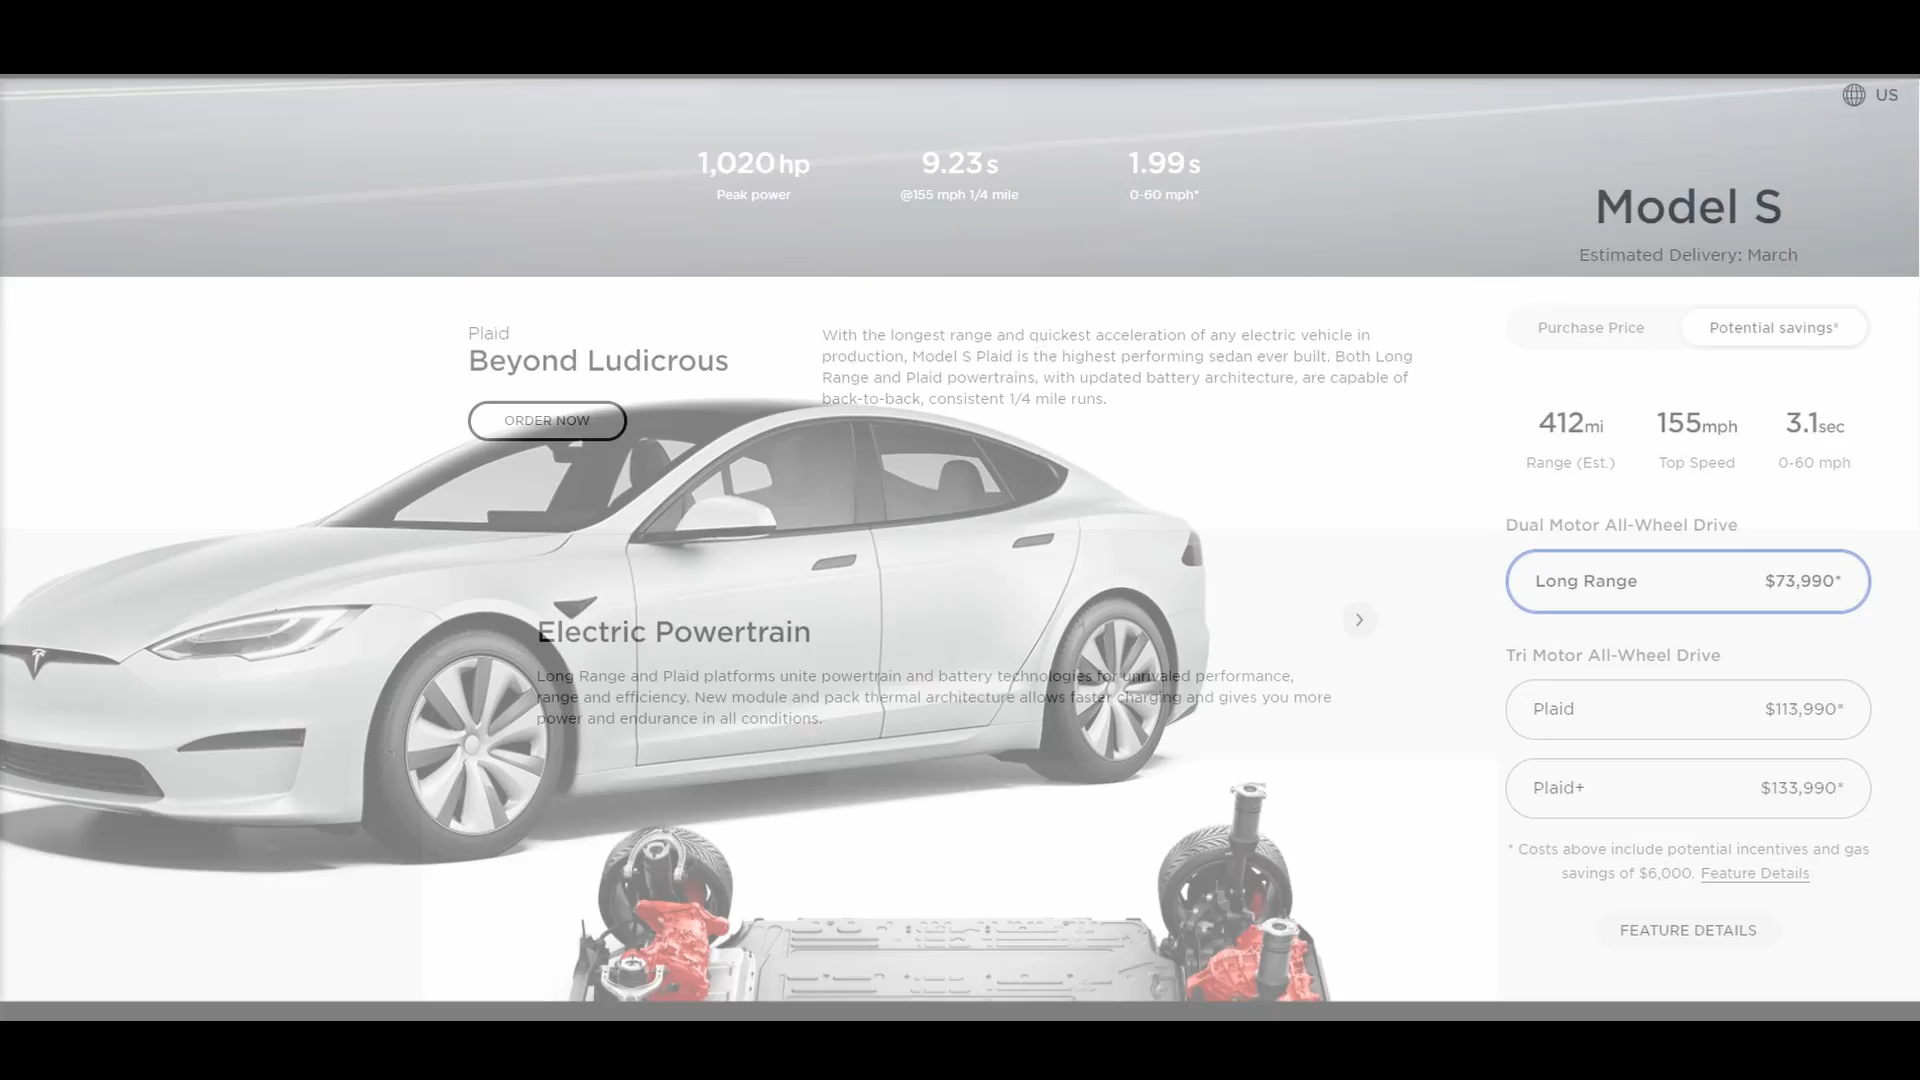 US
1,020 hp
Peak power
9.23 s
@155 mph 1/4 mile
1.99 s
0-60 mph*
Model S
Estimated Delivery: March
Plaid
Beyond Ludicrous
ORDER NOW
With the longest range and quickest acceleration of any electric vehicle in
production, Model S Plaid is the highest performing sedan ever built. Both Long
Range and Plaid powertrains, with updated battery architecture, are capable of
back-to-back, consistent 1/4 mile runs.
Purchase Price
Potential savings*
412mi
Range (Est.)
155mph
Top Speed
3.1sec
0-60 mph
Dual Motor All-Wheel Drive
Long Range $73,990*
Electric Powertrain
Long Range and Plaid platforms unite powertrain and battery technologies for unrivaled performance,
range and efficiency. New module and pack thermal architecture allows faster charging and gives you more
power and endurance in all conditions.
Tri Motor All-Wheel Drive
Plaid $113,990*
Plaid+ $133,990*
* Costs above include potential incentives and gas
savings of $6,000. Feature Details
FEATURE DETAILS